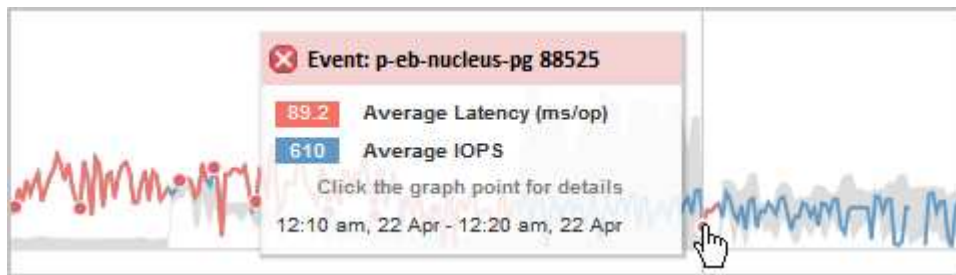 Event: p-eb-nucleus-pg 88525
89.2 Average Latency (ms/op)
610 Average IOPS
Click the graph point for details
12:10 am, 22 Apr - 12:20 am, 22 Apr